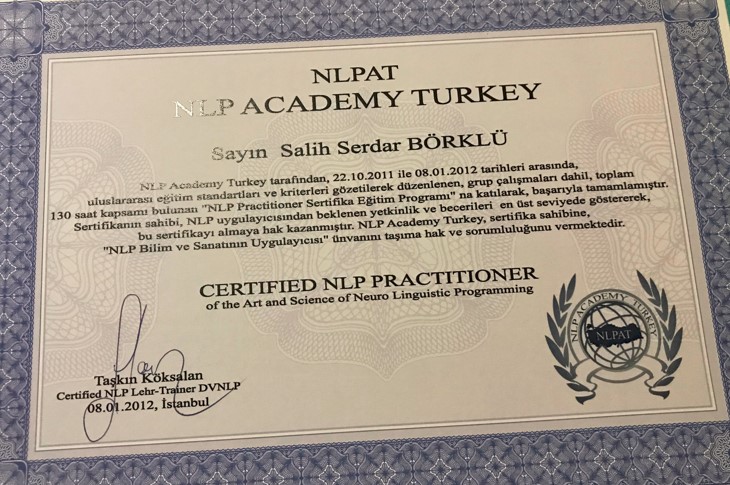 NLPAT
NLP ACADEMY TURKEY
Sayın Salih Serdar BÖRKLÜ
NLP Academy Turkey tarafından, 22.10.2011 ile 08.01.2012 tarihleri arasında,
uluslararası eğitim standartları ve kriterleri gözetilerek düzenlenen, grup çalışmaları dahil, toplam
130 saat kapsamı bulunan "NLP Practitioner Sertifika Eğitim Programı" na katılarak, başarıyla tamamlamıştır.
Sertifikanın sahibi, NLP uygulayıcısından beklenen yetkinlik ve becerileri en üst seviyede göstererek,
bu sertifikayı almaya hak kazanmıştır. NLP Academy Turkey, sertifika sahibine,
"NLP Bilim ve Sanatının Uygulayıcısı" ünvanını taşıma hak ve sorumluluğunu vermektedir.
CERTIFIED NLP PRACTITIONER
of the Art and Science of Neuro Linguistic Programming
NLP ACADEMY TURKEY
NLPAT
Taşkın Köksalan
Certified NLP Lehr-Trainer DVNLP
08.01.2012, İstanbul